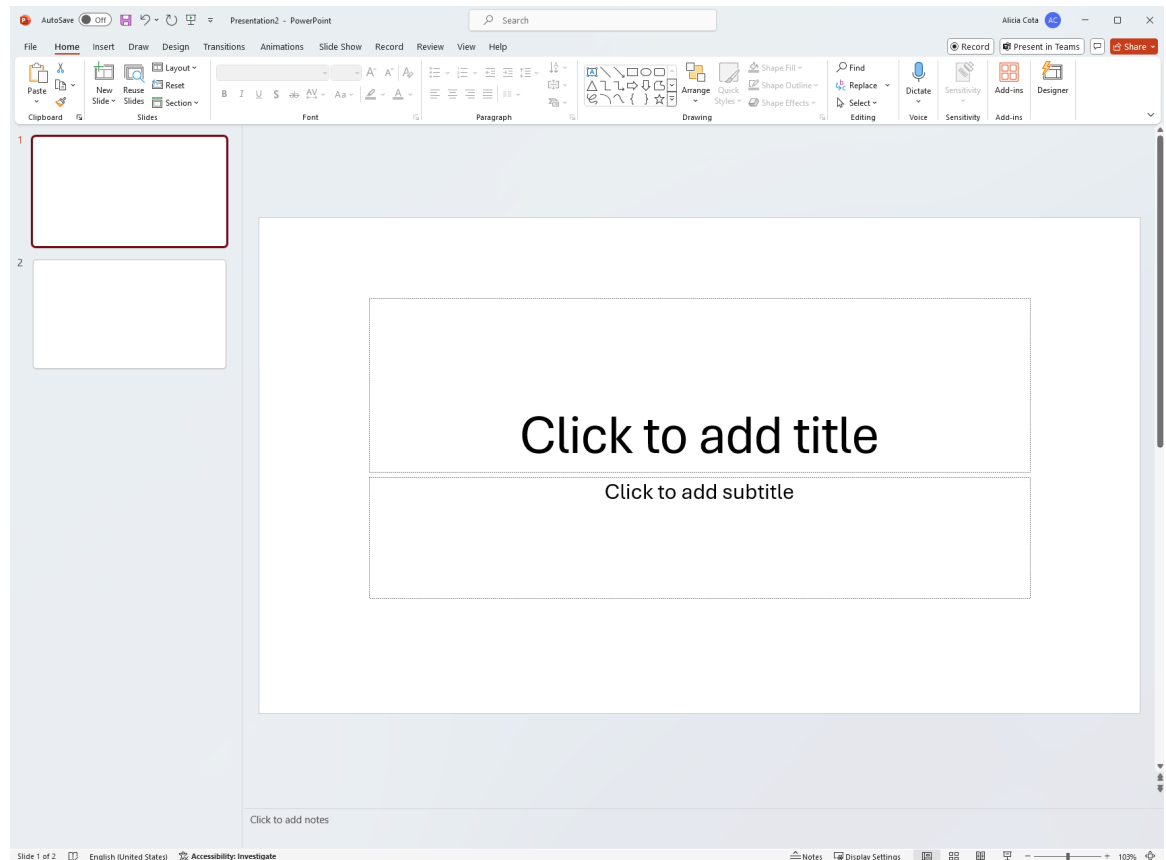 AutoSave Off Presentation2 - PowerPoint Search Alicia Cota AC
File Home Insert Draw Design Transitions Animations Slide Show Record Review View Help Record Present in Teams Share
Paste
New Slide
Reuse Slides
Layout
Reset
Section
B I U S ab AV Aa A A A A
Arrange
Quick Styles
Shape Fill
Shape Outline
Shape Effects
Find
Replace
Select
Dictate
Sensitivity
Add-ins
Designer
Clipboard Slides Font Paragraph Drawing Editing Voice Sensitivity Add-ins
1
2
Click to add title
Click to add subtitle
Click to add notes
Slide 1 of 2 English (United States) Accessibility: Investigate Notes Display Settings 103%